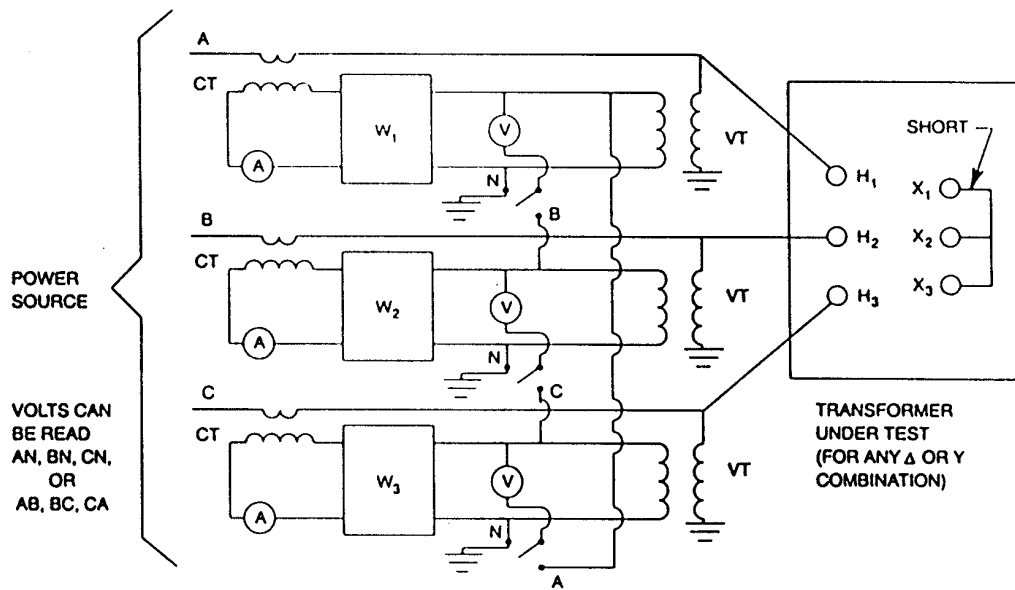 A
CT
W1
V
A
N
B
VT
SHORT
H1
X1
B
CT
W2
V
A
N
C
VT
H2
X2
H3
X3
POWER
SOURCE
C
CT
W3
V
A
N
A
VT
VOLTS CAN
BE READ
AN, BN, CN,
OR
AB, BC, CA
TRANSFORMER
UNDER TEST
(FOR ANY Δ OR Y
COMBINATION)